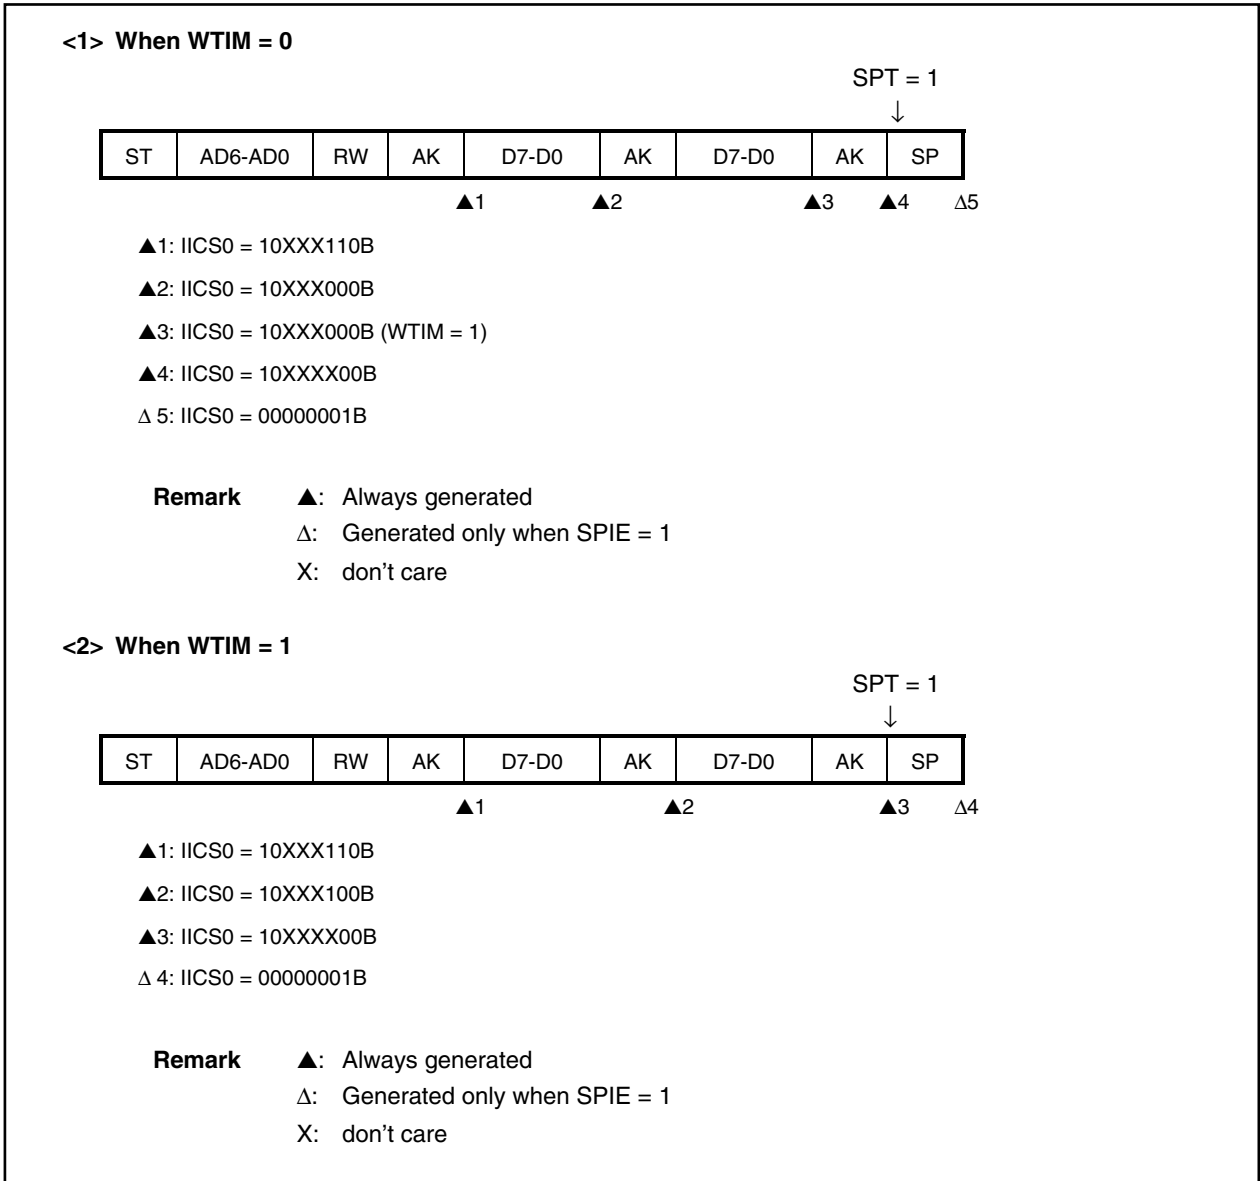 <1> When WTIM = 0
SPT = 1
↓
ST AD6-AD0 RW AK D7-D0 AK D7-D0 AK SP
▲1 ▲2 ▲3 ▲4 Δ5
▲1: IICS0 = 10XXX110B
▲2: IICS0 = 10XXX000B
▲3: IICS0 = 10XXX000B (WTIM = 1)
▲4: IICS0 = 10XXXX00B
Δ 5: IICS0 = 00000001B
Remark ▲: Always generated
Δ: Generated only when SPIE = 1
X: don't care
<2> When WTIM = 1
SPT = 1
↓
ST AD6-AD0 RW AK D7-D0 AK D7-D0 AK SP
▲1 ▲2 ▲3 Δ4
▲1: IICS0 = 10XXX110B
▲2: IICS0 = 10XXX100B
▲3: IICS0 = 10XXXX00B
Δ 4: IICS0 = 00000001B
Remark ▲: Always generated
Δ: Generated only when SPIE = 1
X: don't care